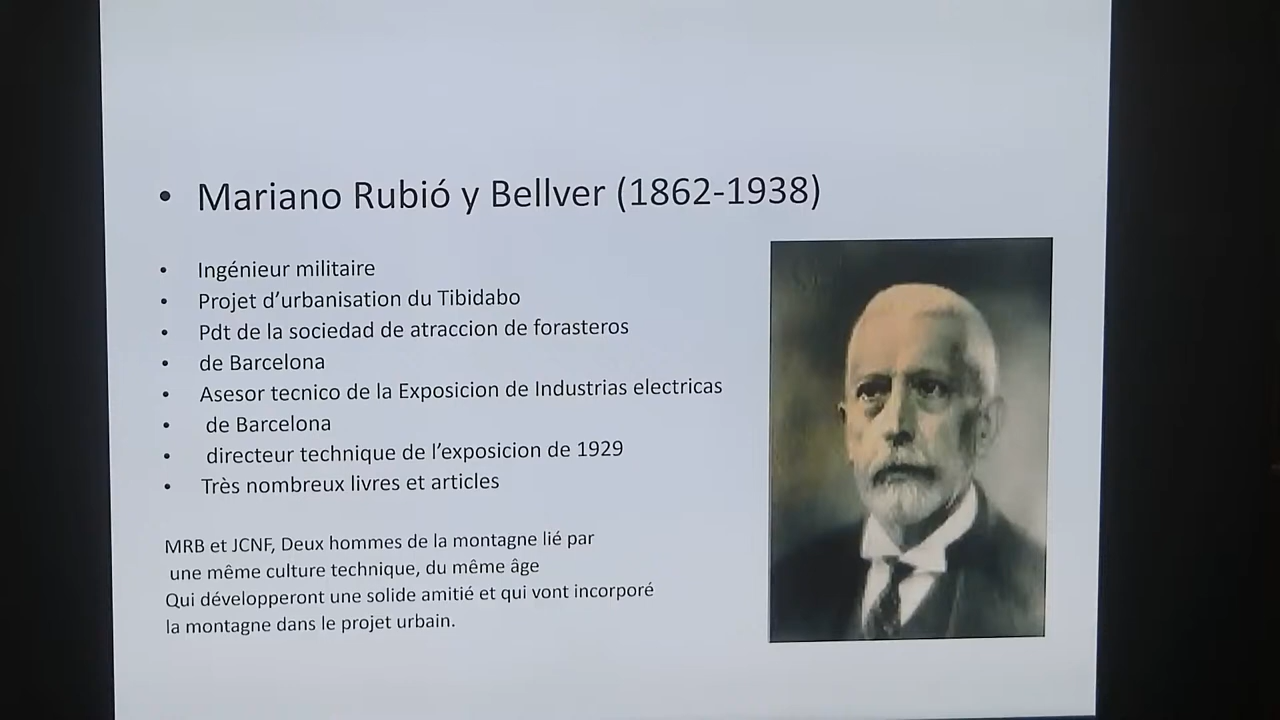 • Mariano Rubió y Bellver (1862-1938)
• Ingénieur militaire
• Projet d'urbanisation du Tibidabo
• Pdt de la sociedad de atraccion de forasteros
• de Barcelona
• Asesor tecnico de la Exposicion de Industrias electricas
• de Barcelona
• directeur technique de l'exposicion de 1929
• Très nombreux livres et articles
MRB et JCNF, Deux hommes de la montagne lié par
une même culture technique, du même âge
Qui développeront une solide amitié et qui vont incorporé
la montagne dans le projet urbain.